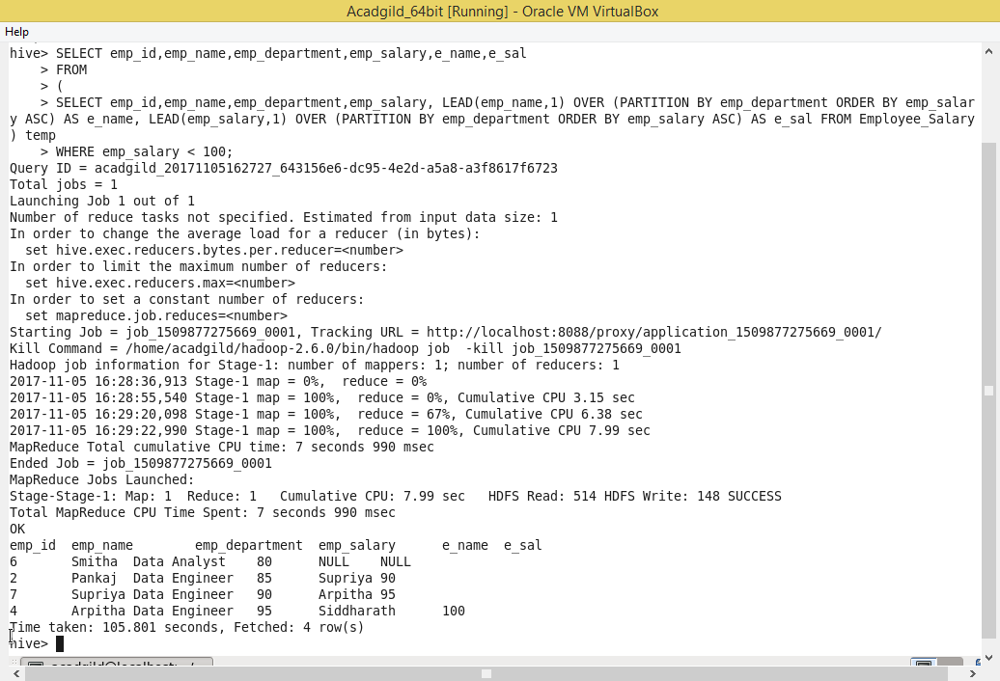 Acadgild_64bit [Running] - Oracle VM VirtualBox
Help
hive> SELECT emp_id,emp_name,emp_department,emp_salary,e_name,e_sal
    > FROM
    > (
    > SELECT emp_id,emp_name,emp_department,emp_salary, LEAD(emp_name,1) OVER (PARTITION BY emp_department ORDER BY emp_salar
y ASC) AS e_name, LEAD(emp_salary,1) OVER (PARTITION BY emp_department ORDER BY emp_salary ASC) AS e_sal FROM Employee_Salary
) temp
    > WHERE emp_salary < 100;
Query ID = acadgild_20171105162727_643156e6-dc95-4e2d-a5a8-a3f8617f6723
Total jobs = 1
Launching Job 1 out of 1
Number of reduce tasks not specified. Estimated from input data size: 1
In order to change the average load for a reducer (in bytes):
  set hive.exec.reducers.bytes.per.reducer=<number>
In order to limit the maximum number of reducers:
  set hive.exec.reducers.max=<number>
In order to set a constant number of reducers:
  set mapreduce.job.reduces=<number>
Starting Job = job_1509877275669_0001, Tracking URL = http://localhost:8088/proxy/application_1509877275669_0001/
Kill Command = /home/acadgild/hadoop-2.6.0/bin/hadoop job  -kill job_1509877275669_0001
Hadoop job information for Stage-1: number of mappers: 1; number of reducers: 1
2017-11-05 16:28:36,913 Stage-1 map = 0%,  reduce = 0%
2017-11-05 16:28:55,540 Stage-1 map = 100%,  reduce = 0%, Cumulative CPU 3.15 sec
2017-11-05 16:29:20,098 Stage-1 map = 100%,  reduce = 67%, Cumulative CPU 6.38 sec
2017-11-05 16:29:22,990 Stage-1 map = 100%,  reduce = 100%, Cumulative CPU 7.99 sec
MapReduce Total cumulative CPU time: 7 seconds 990 msec
Ended Job = job_1509877275669_0001
MapReduce Jobs Launched:
Stage-Stage-1: Map: 1  Reduce: 1   Cumulative CPU: 7.99 sec   HDFS Read: 514 HDFS Write: 148 SUCCESS
Total MapReduce CPU Time Spent: 7 seconds 990 msec
OK
emp_id  emp_name        emp_department  emp_salary      e_name  e_sal
6       Smitha  Data Analyst    80      NULL    NULL
2       Pankaj  Data Engineer   85      Supriya 90
7       Supriya Data Engineer   90      Arpitha 95
4       Arpitha Data Engineer   95      Siddharath      100
Time taken: 105.801 seconds, Fetched: 4 row(s)
hive>